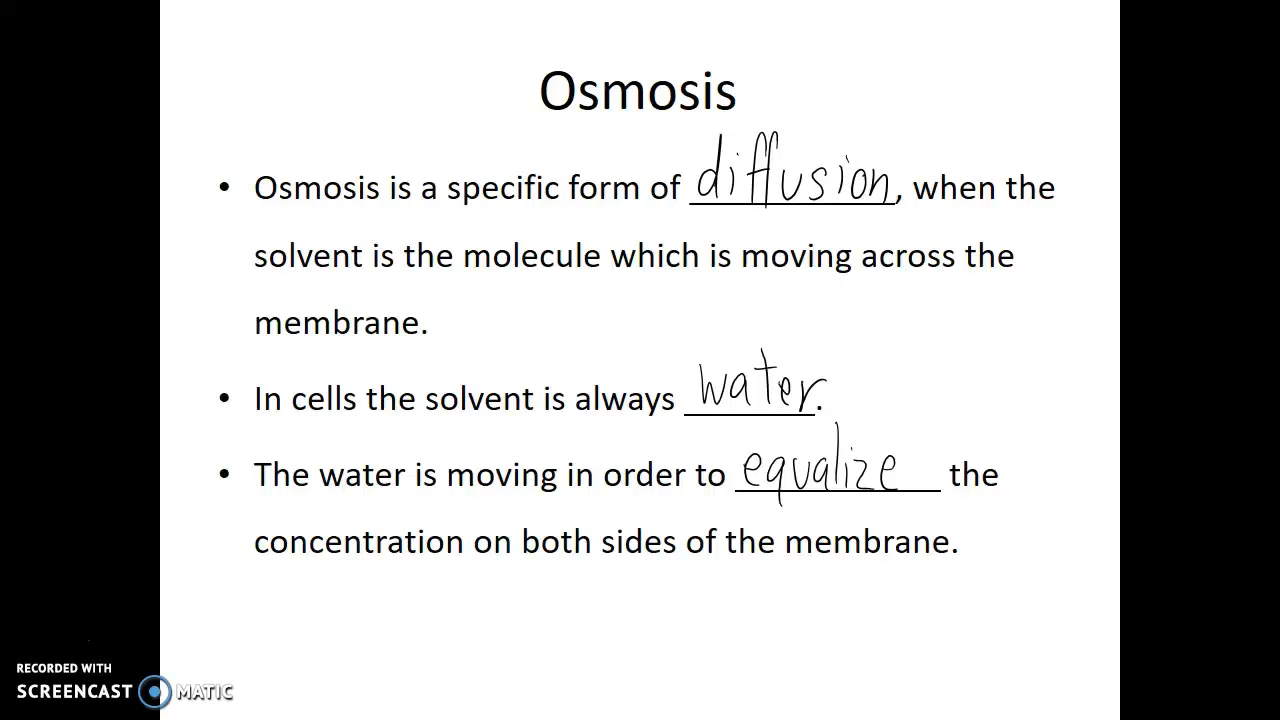 Osmosis
• Osmosis is a specific form of diffusion, when the
solvent is the molecule which is moving across the
membrane.
• In cells the solvent is always water.
• The water is moving in order to equalize the
concentration on both sides of the membrane.
RECORDED WITH
SCREENCAST MATIC